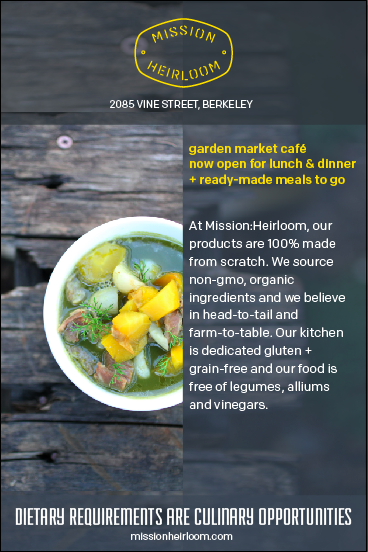 MISSION
HEIRLOOM
2085 VINE STREET, BERKELEY
garden market café
now open for lunch & dInner
+ ready-made meals to go
At Mission:Heirloom, our
products are 100% made
from scratch. We source
non-gmo, organic
ingredients and we believe
in head-to-tail and
farm-to-table. Our kitchen
is dedicated gluten +
grain-free and our food is
free of legumes, alliums
and vinegars.
DIETARY REQUIREMENTS ARE CULINARY OPPORTUNITIES
missionheirloom.com